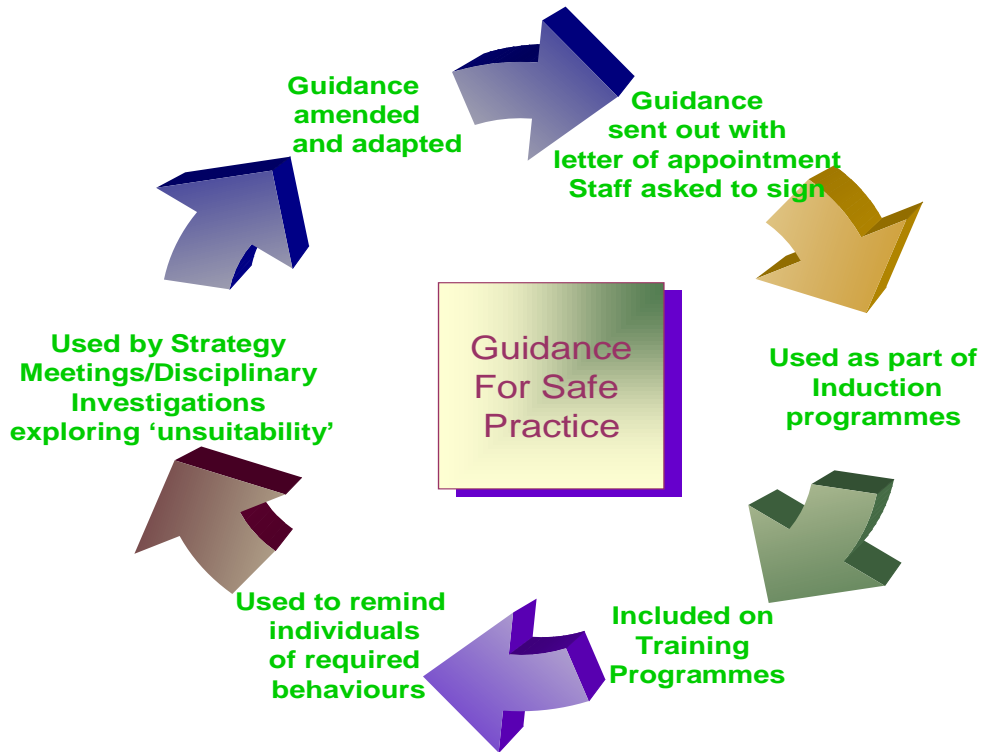 Guidance
amended
and adapted
Guidance
sent out with
letter of appointment
Staff asked to sign
Used as part of
Induction
programmes
Included on
Training
Programmes
Used to remind
individuals
of required
behaviours
Used by Strategy
Meetings/Disciplinary
Investigations
exploring ‘unsuitability’
Guidance
For Safe
Practice